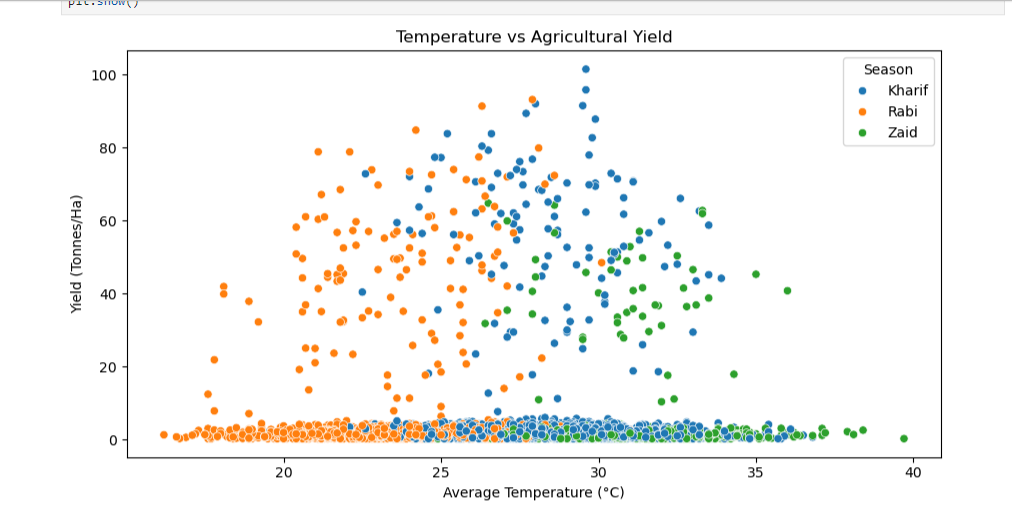 plt.show()
Temperature vs Agricultural Yield
Season
Kharif
Rabi
Zaid
Yield (Tonnes/Ha)
100
80
60
40
20
0
20 25 30 35 40
Average Temperature (°C)